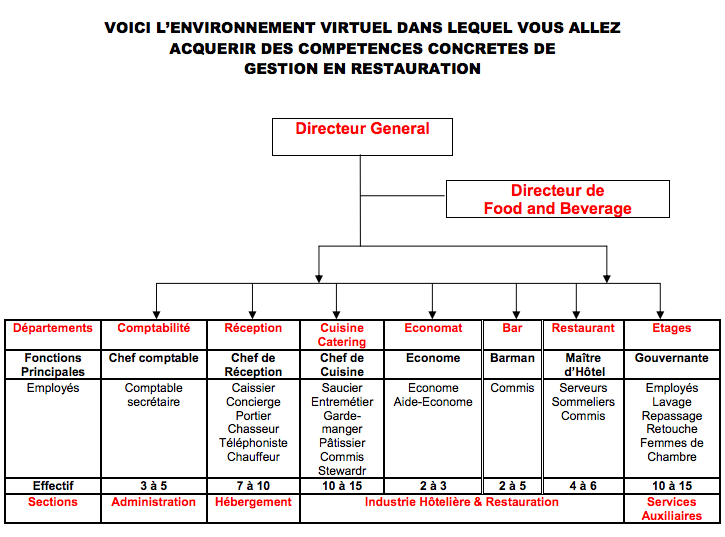 VOICI L’ENVIRONNEMENT VIRTUEL DANS LEQUEL VOUS ALLEZ
ACQUERIR DES COMPETENCES CONCRETES DE
GESTION EN RESTAURATION
Directeur General
Directeur de
Food and Beverage
Départements
Comptabilité
Réception
Cuisine
Catering
Economat
Bar
Restaurant
Etages
Fonctions
Principales
Chef comptable
Chef de
Réception
Chef de
Cuisine
Econome
Barman
Maître
d’Hôtel
Gouvernante
Employés
Comptable
secrétaire
Caissier
Concierge
Portier
Chasseur
Téléphoniste
Chauffeur
Saucier
Entremétier
Garde-
manger
Pâtissier
Commis
Stewardr
Econome
Aide-Econome
Commis
Serveurs
Sommeliers
Commis
Employés
Lavage
Repassage
Retouche
Femmes de
Chambre
Effectif
3 à 5
7 à 10
10 à 15
2 à 3
2 à 5
4 à 6
10 à 15
Sections
Administration
Hébergement
Industrie Hôtelière & Restauration
Services
Auxiliaires